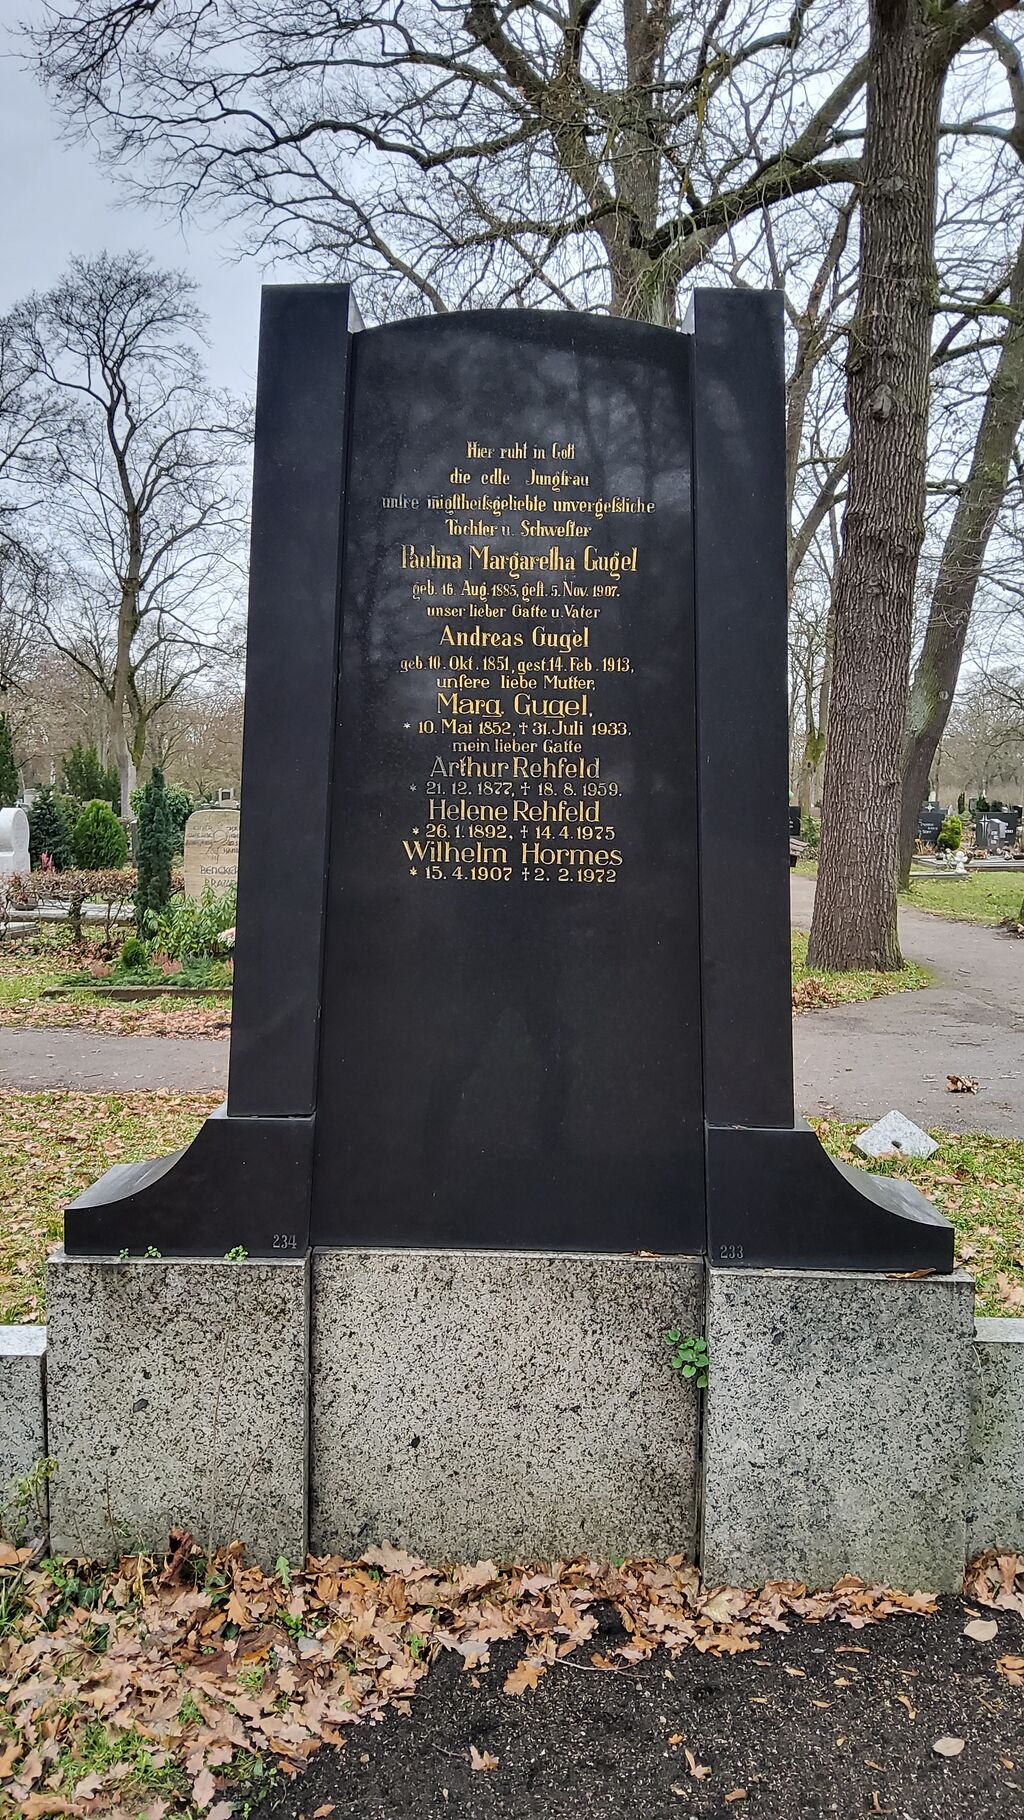 Hier ruht in Gott
die edle Jungfrau
unsre innigstheißgeliebte unvergeßliche
Tochter u. Schwester
Paulina Margaretha Gugel
geb. 16. Aug. 1883, gest. 5. Nov. 1907.
unser lieber Gatte u. Vater
Andreas Gugel
geb. 10. Okt. 1851, gest. 14. Feb. 1913,
unsere liebe Mutter,
Marg. Gugel,
* 10. Mai 1852, † 31. Juli 1933.
mein lieber Gatte
Arthur Rehfeld
* 21. 12. 1877, † 18. 8. 1959.
Helene Rehfeld
* 26. 1. 1892, † 14. 4. 1975
Wilhelm Hormes
* 15. 4. 1907 † 2. 2. 1972
234
233